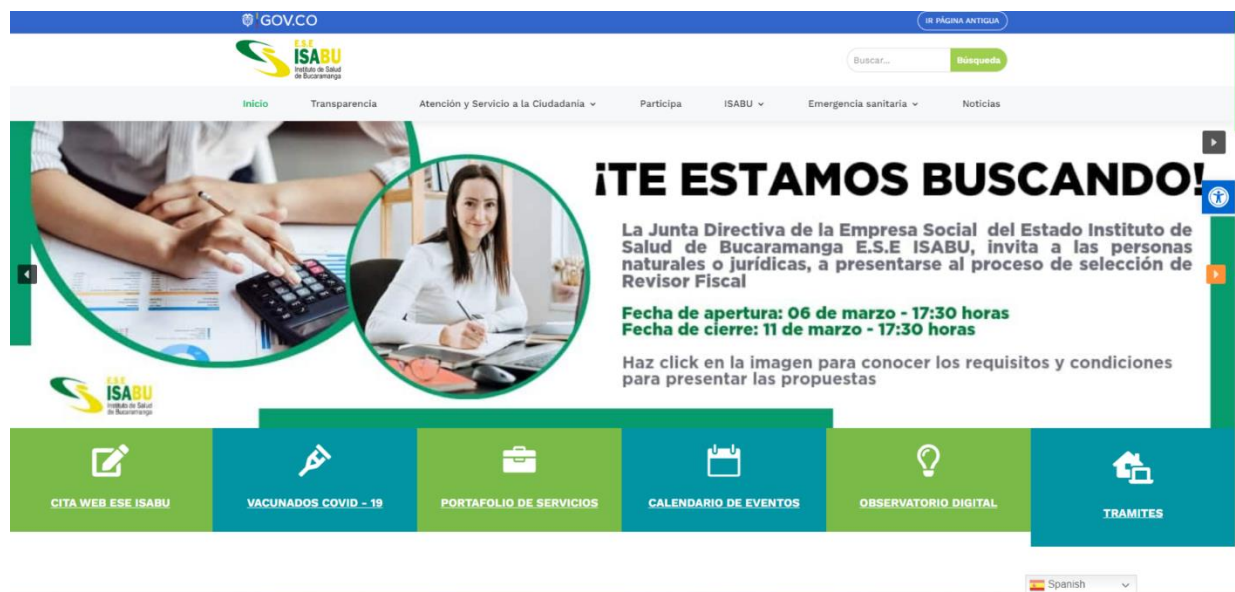 GOV.CO
IR PÁGINA ANTIGUA
E.S.E
ISABU
Instituto de Salud
de Bucaramanga
Buscar...
Búsqueda
Inicio
Transparencia
Atención y Servicio a la Ciudadanía
Participa
ISABU
Emergencia sanitaria
Noticias
¡TE ESTAMOS BUSCANDO!
La Junta Directiva de la Empresa Social del Estado Instituto de
Salud de Bucaramanga E.S.E ISABU, invita a las personas
naturales o jurídicas, a presentarse al proceso de selección de
Revisor Fiscal
Fecha de apertura: 06 de marzo - 17:30 horas
Fecha de cierre: 11 de marzo - 17:30 horas
Haz click en la imagen para conocer los requisitos y condiciones
para presentar las propuestas
E.S.E
ISABU
Instituto de Salud
de Bucaramanga
CITA WEB ESE ISABU
VACUNADOS COVID - 19
PORTAFOLIO DE SERVICIOS
CALENDARIO DE EVENTOS
OBSERVATORIO DIGITAL
TRAMITES
Spanish